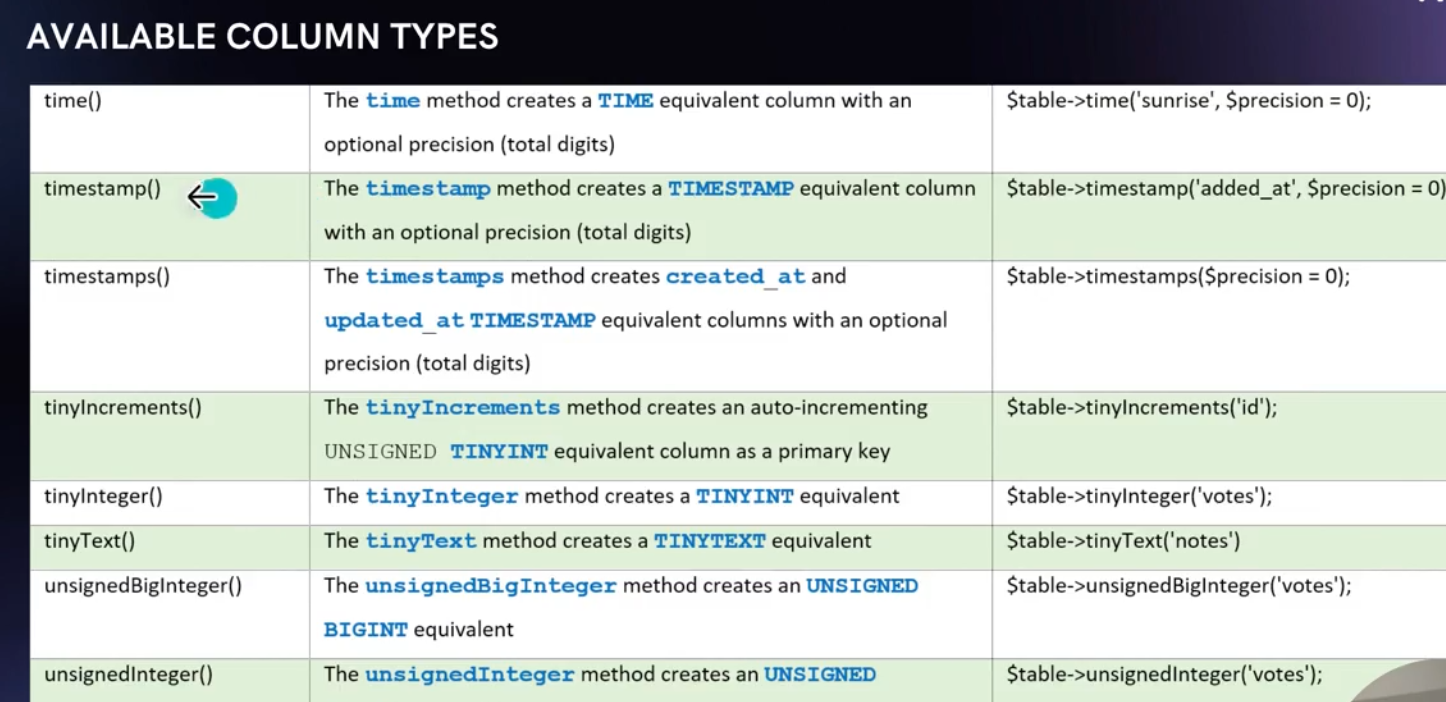 AVAILABLE COLUMN TYPES
time()
The time method creates a TIME equivalent column with an
optional precision (total digits)
$table->time('sunrise', $precision = 0);
timestamp()
The timestamp method creates a TIMESTAMP equivalent column
with an optional precision (total digits)
$table->timestamp('added_at', $precision = 0)
timestamps()
The timestamps method creates created_at and
updated_at TIMESTAMP equivalent columns with an optional
precision (total digits)
$table->timestamps($precision = 0);
tinyIncrements()
The tinyIncrements method creates an auto-incrementing
UNSIGNED TINYINT equivalent column as a primary key
$table->tinyIncrements('id');
tinyInteger()
The tinyInteger method creates a TINYINT equivalent
$table->tinyInteger('votes');
tinyText()
The tinyText method creates a TINYTEXT equivalent
$table->tinyText('notes')
unsignedBigInteger()
The unsignedBigInteger method creates an UNSIGNED
BIGINT equivalent
$table->unsignedBigInteger('votes');
unsignedInteger()
The unsignedInteger method creates an UNSIGNED
$table->unsignedInteger('votes');